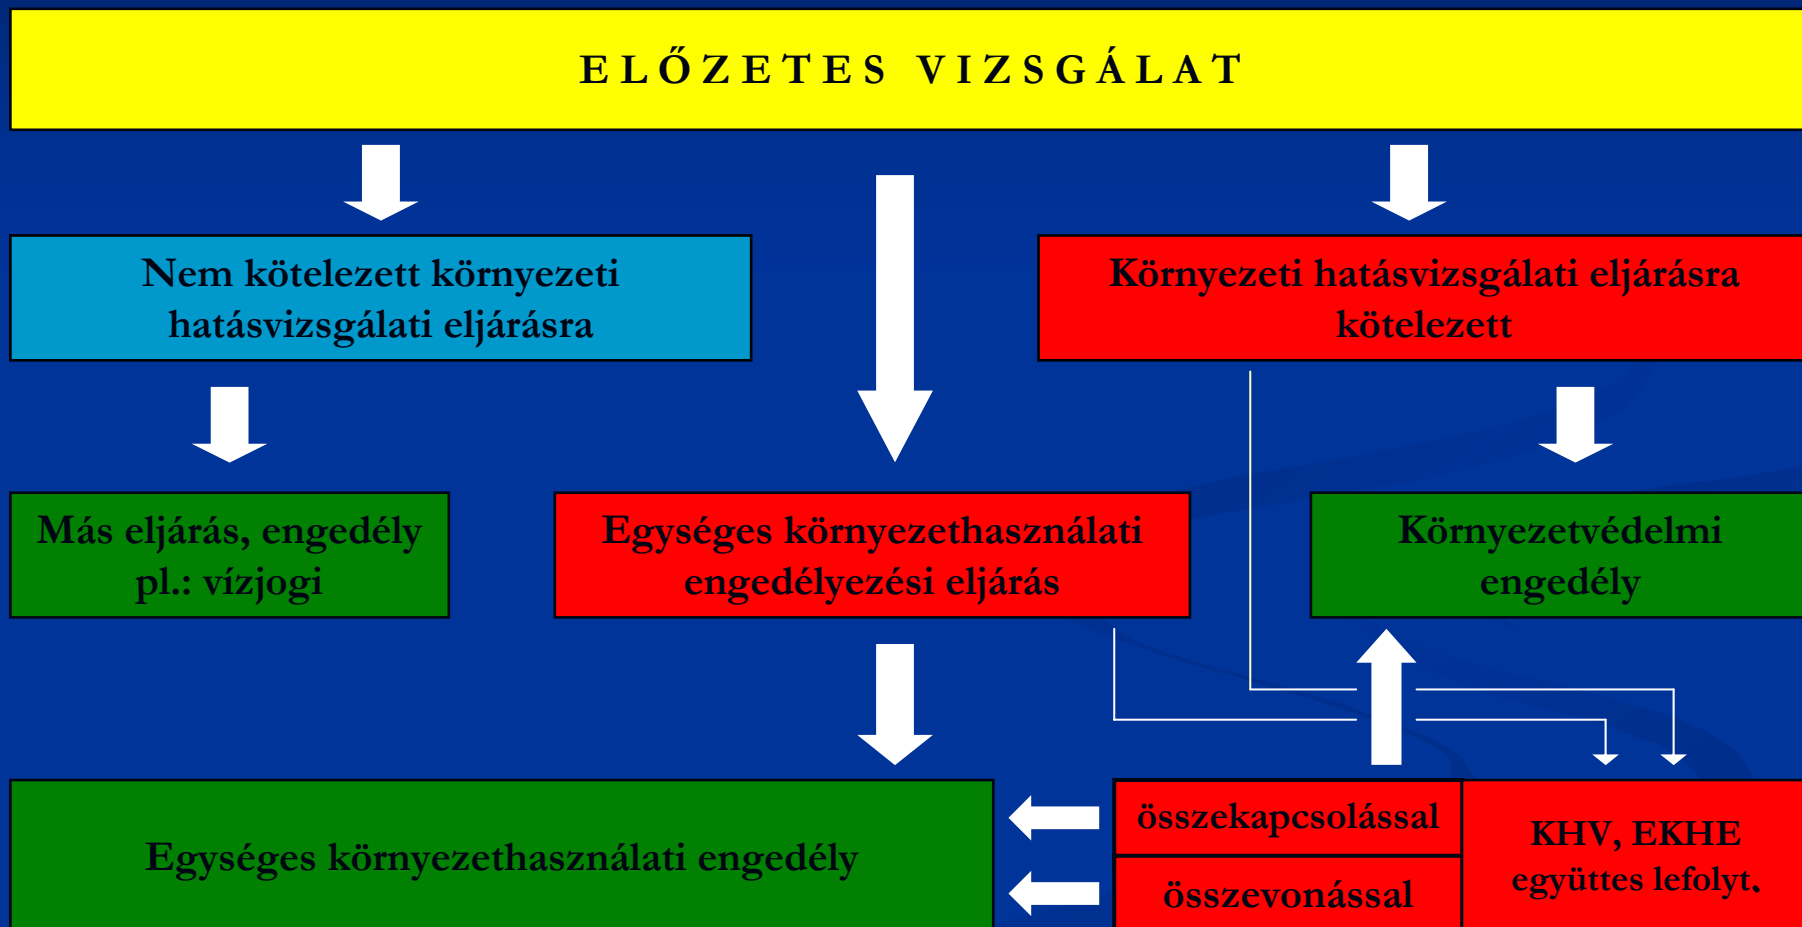 ELŐZETES VIZSGÁLAT
Nem kötelezett környezeti
hatásvizsgálati eljárásra
Környezeti hatásvizsgálati eljárásra
kötelezett
Más eljárás, engedély
pl.: vízjogi
Egységes környezethasználati
engedélyezési eljárás
Környezetvédelmi
engedély
Egységes környezethasználati engedély
összekapcsolással
összevonással
KHV, EKHE
együttes lefolyt.